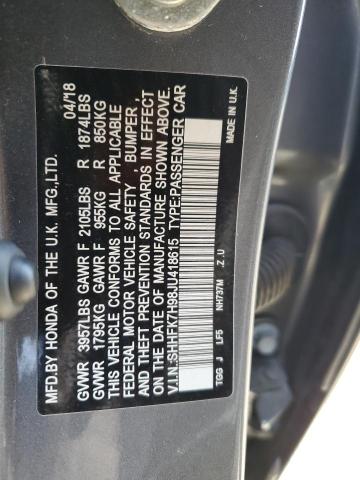 MFD.BY HONDA OF THE U.K. MFG.,LTD. 04/18
GVWR 3957LBS GAWR F 2105LBS R 1874LBS
GVWR 1795KG GAWR F 955KG R 850KG
THIS VEHICLE CONFORMS TO ALL APPLICABLE
FEDERAL MOTOR VEHICLE SAFETY , BUMPER ,
AND THEFT PREVENTION STANDARDS IN EFFECT
ON THE DATE OF MANUFACTURE SHOWN ABOVE.
V.I.N.:SHHFK7H98JU418615 TYPE:PASSENGER CAR
TGG J LF5 NH737M .Z .U MADE IN U.K.